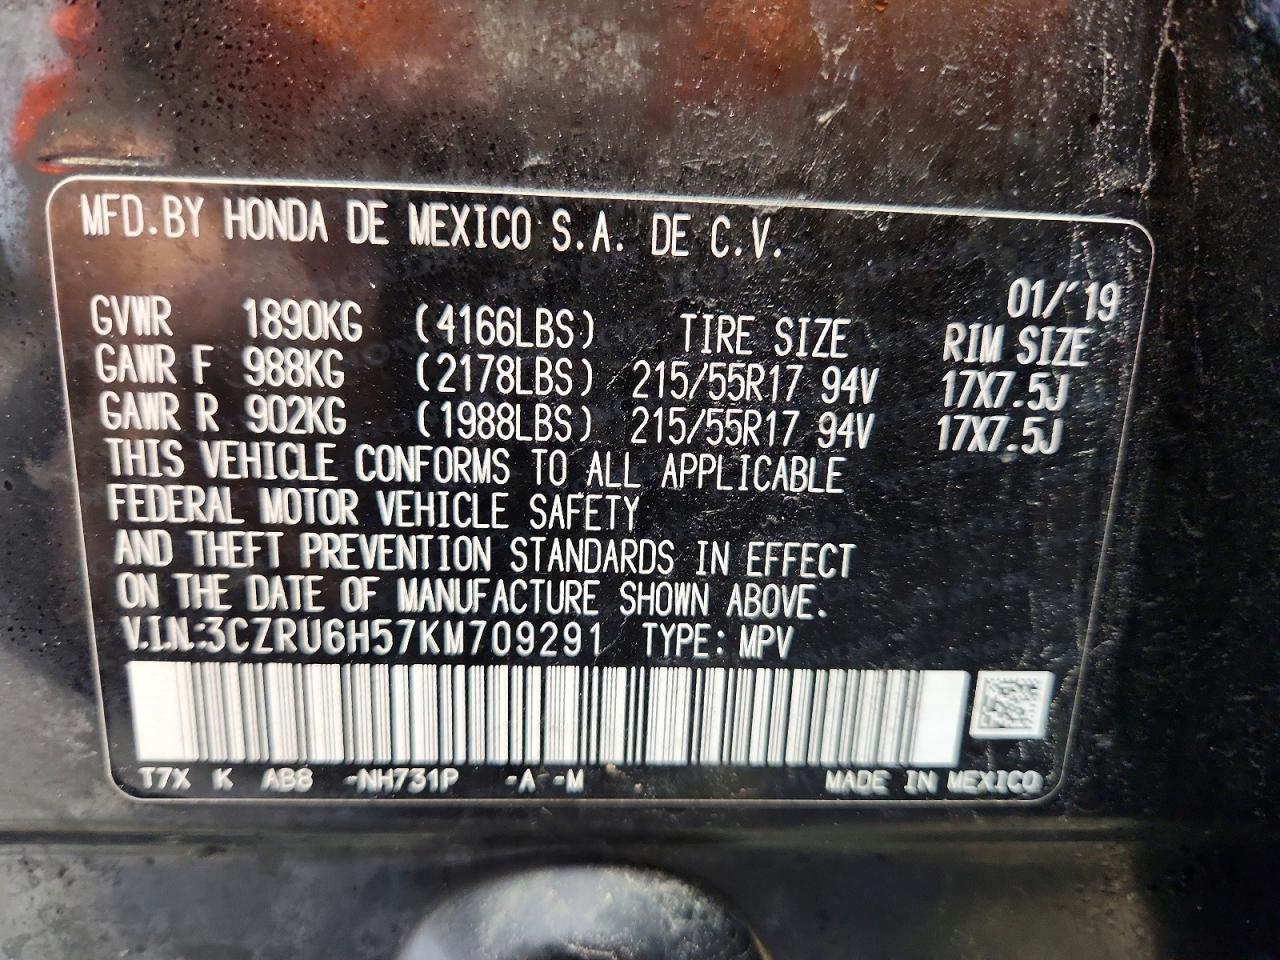 MFD.BY HONDA DE MEXICO S.A. DE C.V.
01/'19
GVWR 1890KG (4166LBS) TIRE SIZE RIM SIZE
GAWR F 988KG (2178LBS) 215/55R17 94V 17X7.5J
GAWR R 902KG (1988LBS) 215/55R17 94V 17X7.5J
THIS VEHICLE CONFORMS TO ALL APPLICABLE
FEDERAL MOTOR VEHICLE SAFETY
AND THEFT PREVENTION STANDARDS IN EFFECT
ON THE DATE OF MANUFACTURE SHOWN ABOVE.
V.I.N.:3CZRU6H57KM709291 TYPE: MPV
T7X K AB8 -NH731P -A -M MADE IN MEXICO